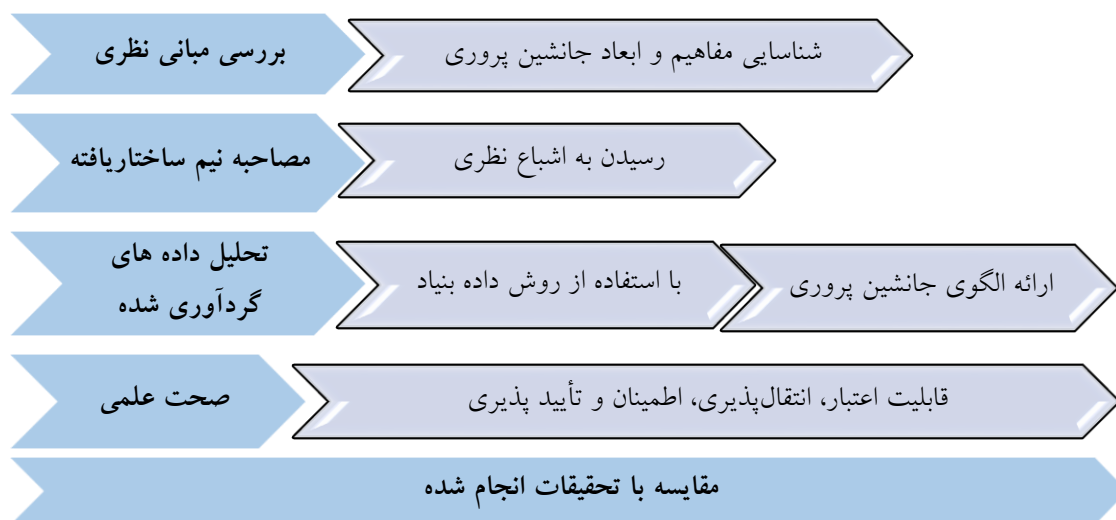 بررسی مبانی نظری
شناسایی مفاهیم و ابعاد جانشین پروری
مصاحبه نیم ساختاریافته
رسیدن به اشباع نظری
تحلیل داده های
گردآوری شده
با استفاده از روش داده بنیاد
ارائه الگوی جانشین پروری
صحت علمی
قابلیت اعتبار، انتقال‌پذیری، اطمینان و تأیید پذیری
مقایسه با تحقیقات انجام شده